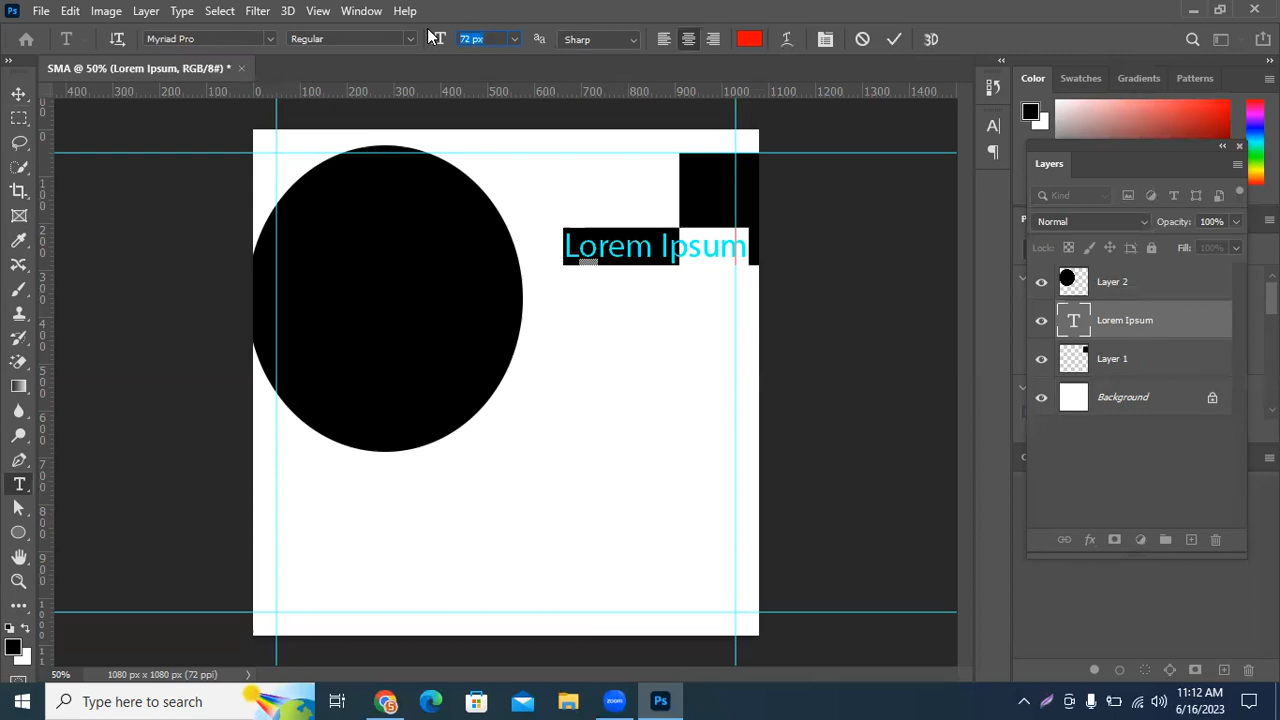 Ps File Edit Image Layer Type Select Filter 3D View Window Help
Myriad Pro Regular 72 px Sharp 3D
SMA @ 50% (Lorem Ipsum, RGB/8#) *
Color Swatches Gradients Patterns
400 300 200 100 0 100 200 300 400 500 600 700 800 900 1000 1100 1200 1300 1400
Layers
Kind
Normal Opacity: 100%
Lock: Fill: 100%
Layer 2
Lorem Ipsum
Layer 1
Background
Lorem Ipsum
50% 1080 px x 1080 px (72 ppi)
Type here to search
zoom
Ps
6:12 AM
6/16/2023